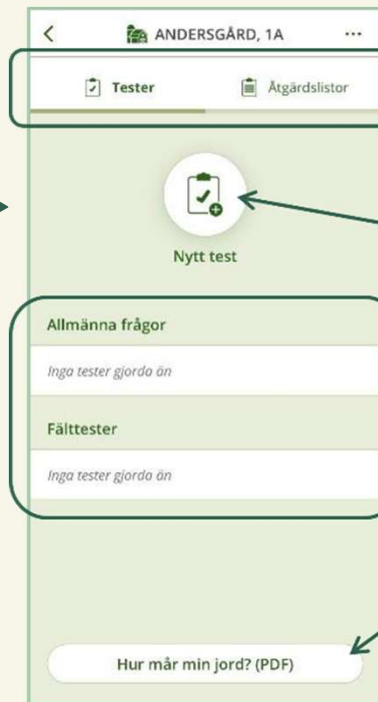 ANDERSGÅRD, 1A
Tester
Åtgärdslistor
Nytt test
Allmänna frågor
Inga tester gjorda än
Fälttester
Inga tester gjorda än
Hur mår min jord? (PDF)